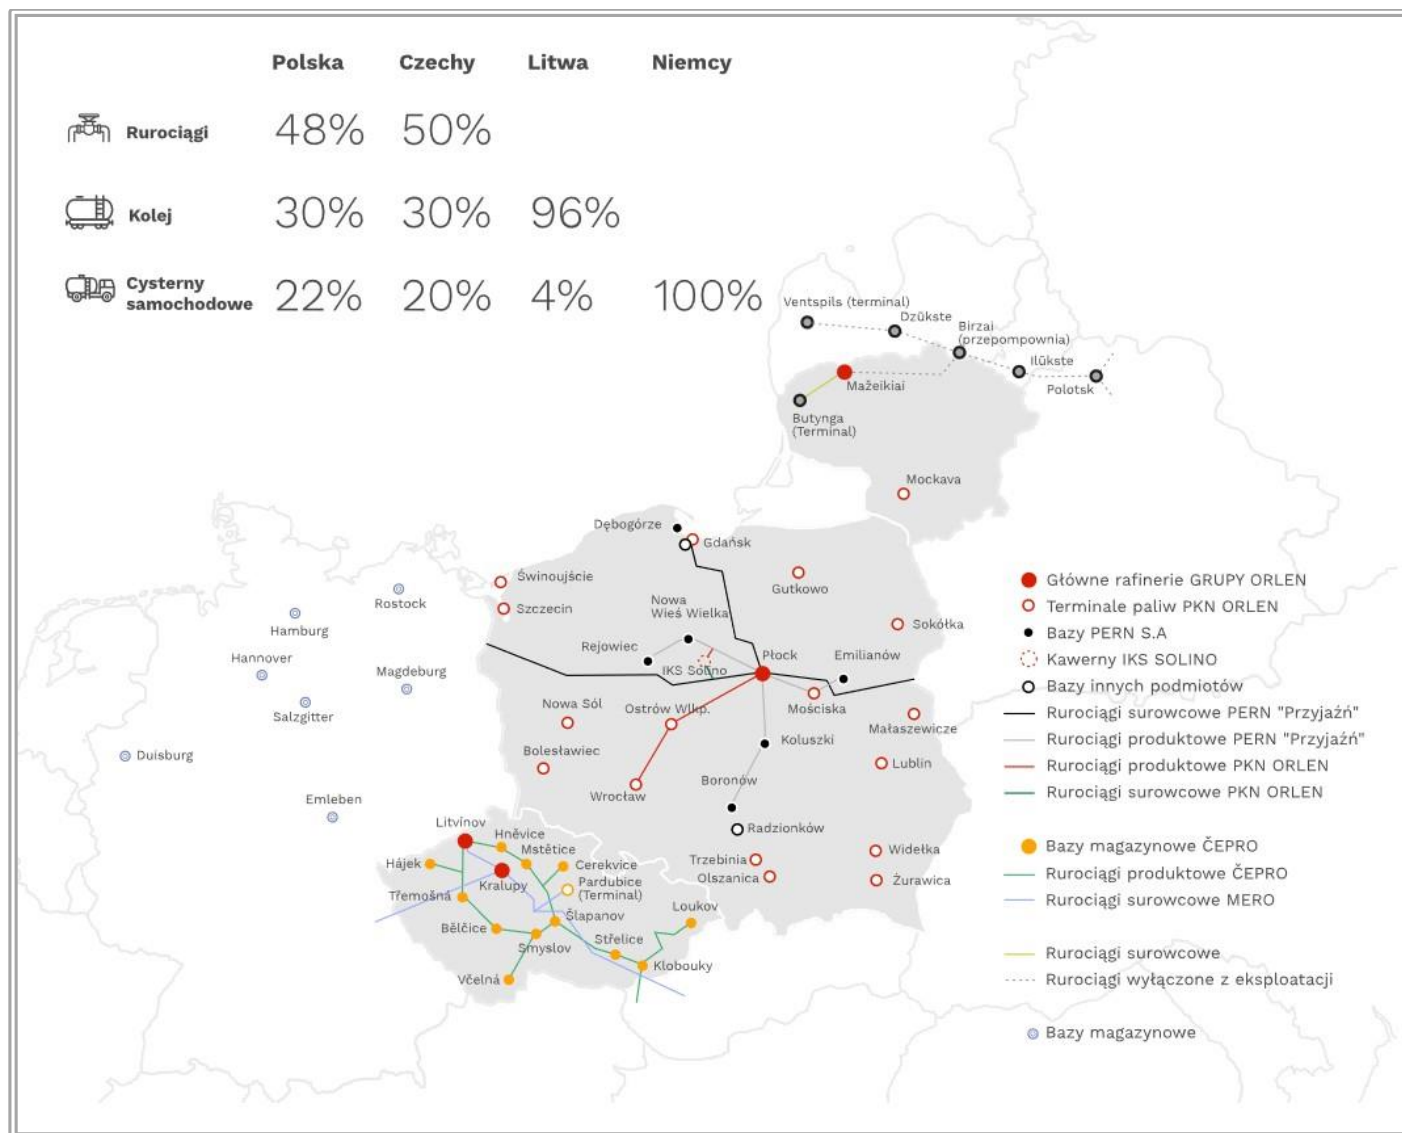 Polska Czechy Litwa Niemcy
Rurociągi 48% 50%
Kolej 30% 30% 96%
Cysterny
samochodowe 22% 20% 4% 100%
Ventspils (terminal)
Dzūkste
Birzai
(przepompownia)
Ilūkste
Polotsk
Mažeikiai
Butynga
(Terminal)
Mockava
Dębogórze
Gdańsk
Świnoujście
Szczecin
Gutkowo
Nowa
Wieś Wielka
Sokółka
Rejowiec
IKS Solino
Płock
Emilianów
Nowa Sól
Ostrów Wlkp.
Mościska
Małaszewicze
Koluszki
Bolesławiec
Lublin
Wrocław
Boronów
Radzionków
Trzebinia
Olszanica
Widełka
Żurawica
Rostock
Hamburg
Hannover
Magdeburg
Salzgitter
Duisburg
Emleben
Litvínov
Hněvice
Mstětice
Hájek
Cerekvice
Kralupy
Pardubice
(Terminal)
Třemošná
Loukov
Šlapanov
Bělčice
Smyslov
Střelice
Klobouky
Včelná
Główne rafinerie GRUPY ORLEN
Terminale paliw PKN ORLEN
Bazy PERN S.A
Kawerny IKS SOLINO
Bazy innych podmiotów
Rurociągi surowcowe PERN "Przyjaźń"
Rurociągi produktowe PERN "Przyjaźń"
Rurociągi produktowe PKN ORLEN
Rurociągi surowcowe PKN ORLEN
Bazy magazynowe ČEPRO
Rurociągi produktowe ČEPRO
Rurociągi surowcowe MERO
Rurociągi surowcowe
Rurociągi wyłączone z eksploatacji
Bazy magazynowe